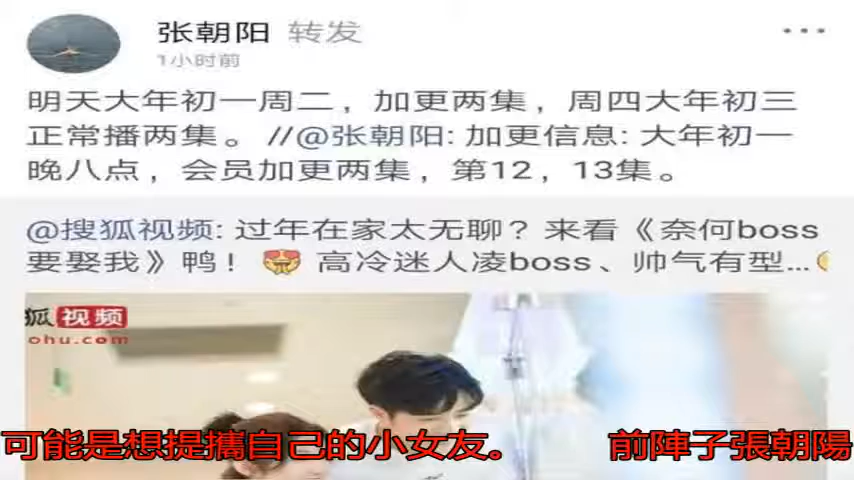 张朝阳 转发
1小时前
明天大年初一周二，加更两集，周四大年初三
正常播两集。//@张朝阳: 加更信息: 大年初一
晚八点，会员加更两集，第12，13集。
@搜狐视频: 过年在家太无聊？来看《奈何boss
要娶我》鸭！ 高冷迷人凌boss、帅气有型...
狐视频
ohu.com
可能是想提攜自己的小女友。 前陣子張朝陽